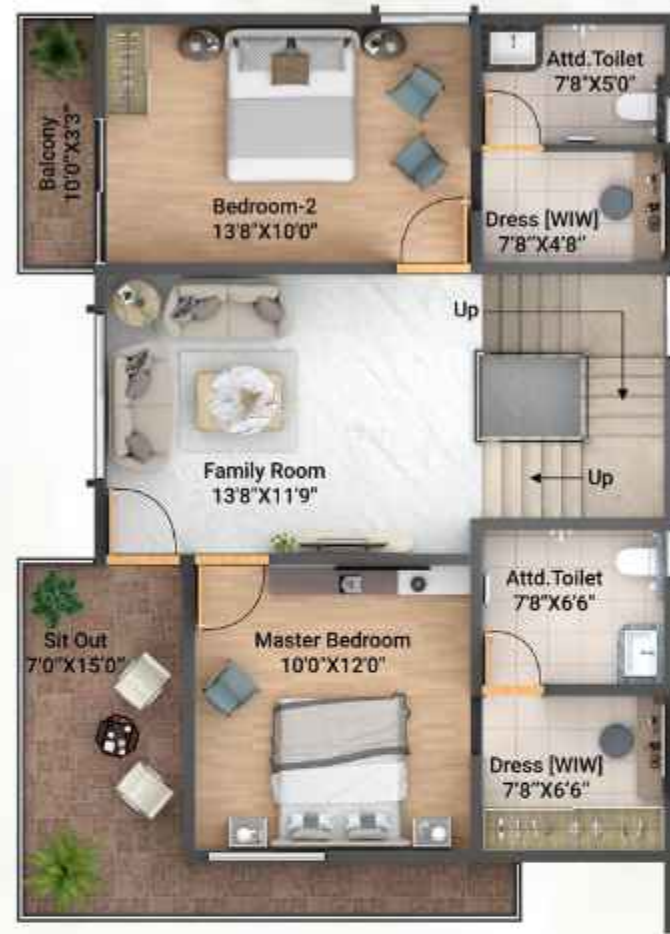 Attd.Toilet
7'8"X5'0"
Balcony
10'0"X3'3"
Bedroom-2
13'8"X10'0"
Dress [WIW]
7'8"X4'8"
Up
Family Room
13'8"X11'9"
Up
Attd.Toilet
7'8"X6'6"
Sit Out
7'0"X15'0"
Master Bedroom
10'0"X12'0"
Dress [WIW]
7'8"X6'6"